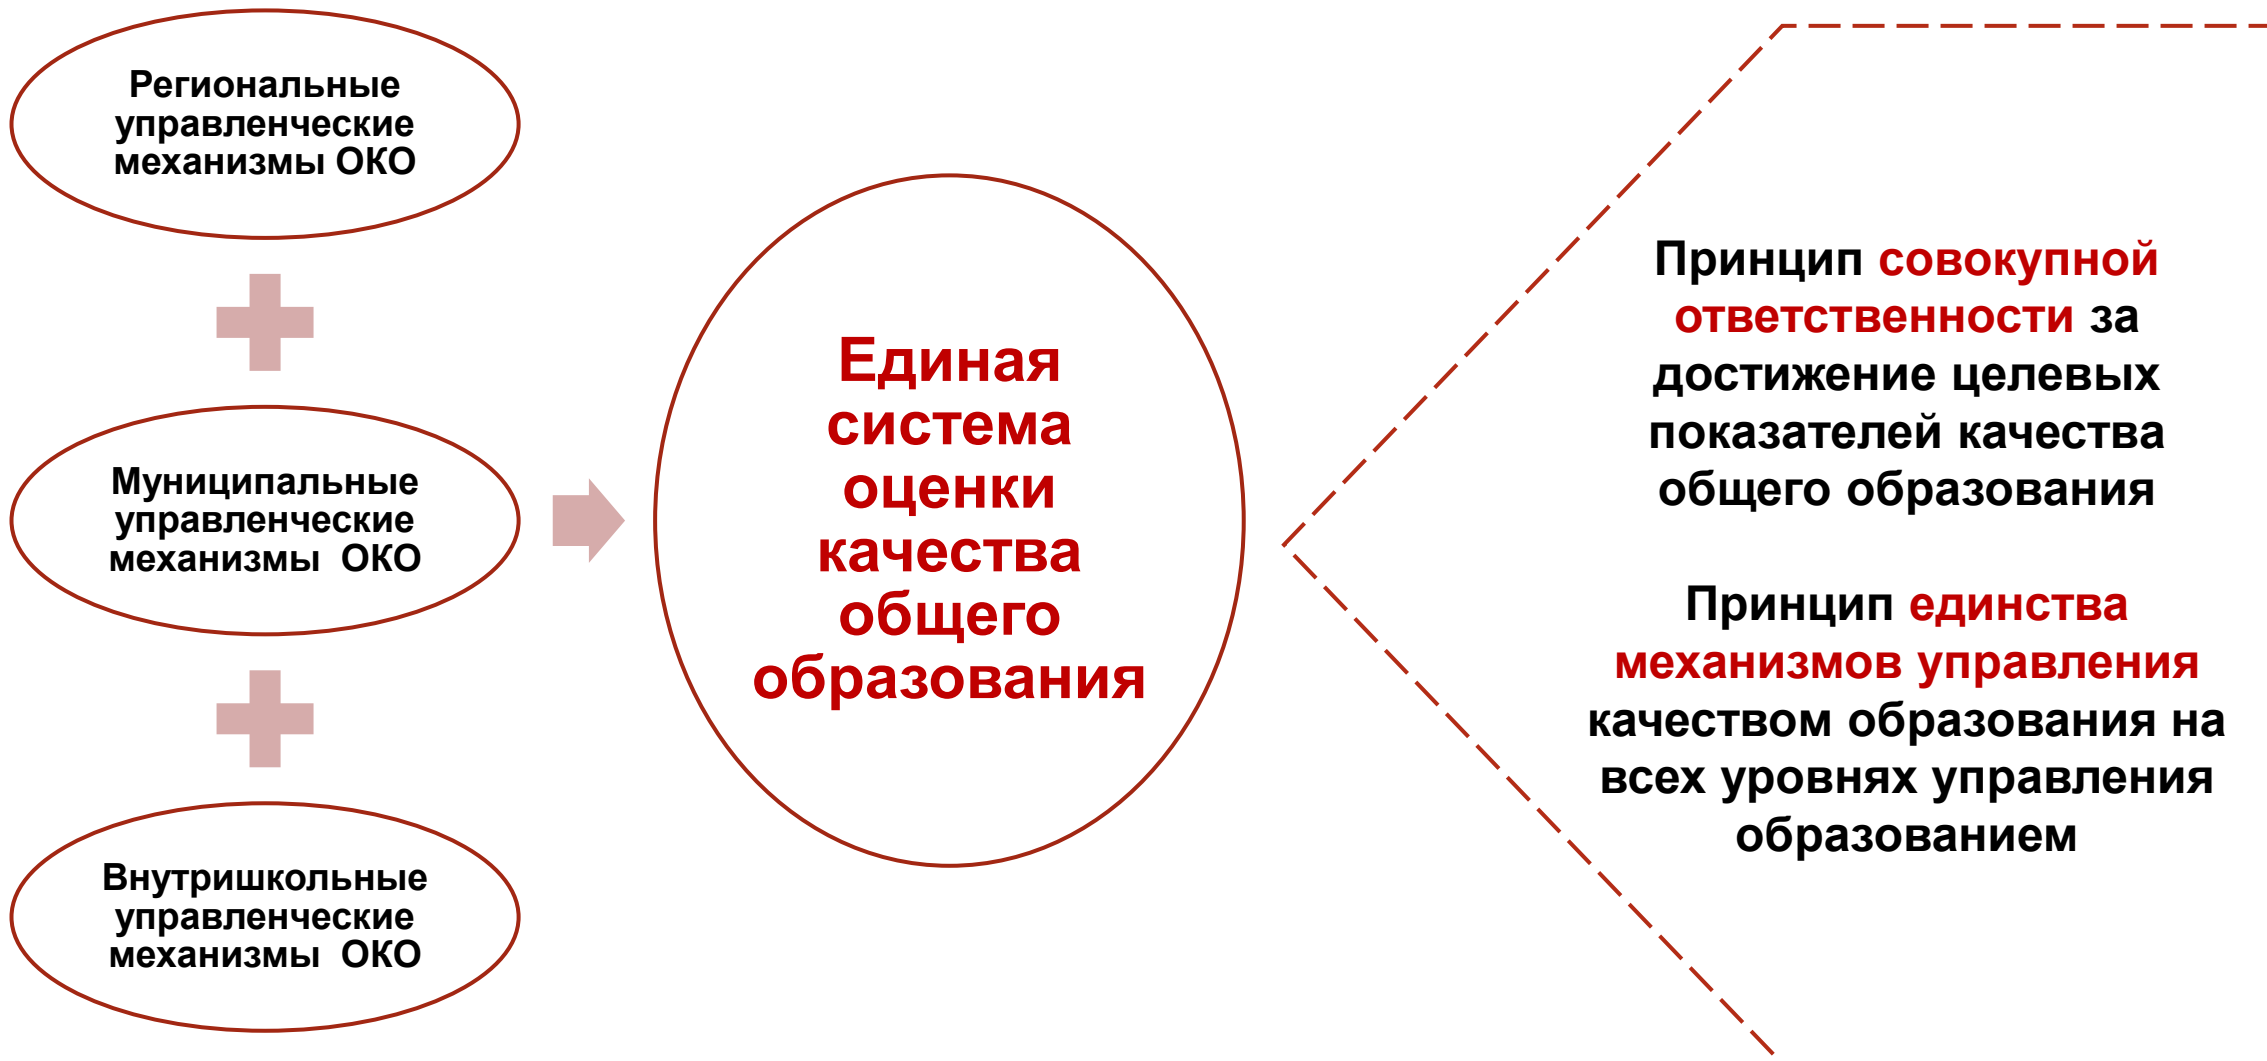 Региональные
управленческие
механизмы ОКО
Муниципальные
управленческие
механизмы  ОКО
Внутришкольные
управленческие
механизмы  ОКО
Единая
система
оценки
качества
общего
образования
Принцип совокупной
ответственности за
достижение целевых
показателей качества
общего образования
Принцип единства
механизмов управления
качеством образования на
всех уровнях управления
образованием